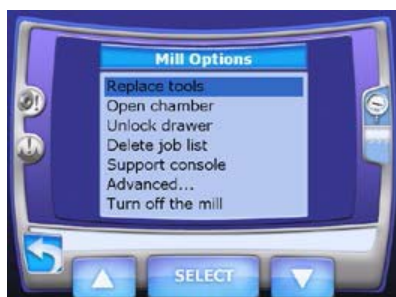 Mill Options
Replace tools
Open chamber
Unlock drawer
Delete job list
Support console
Advanced...
Turn off the mill
SELECT